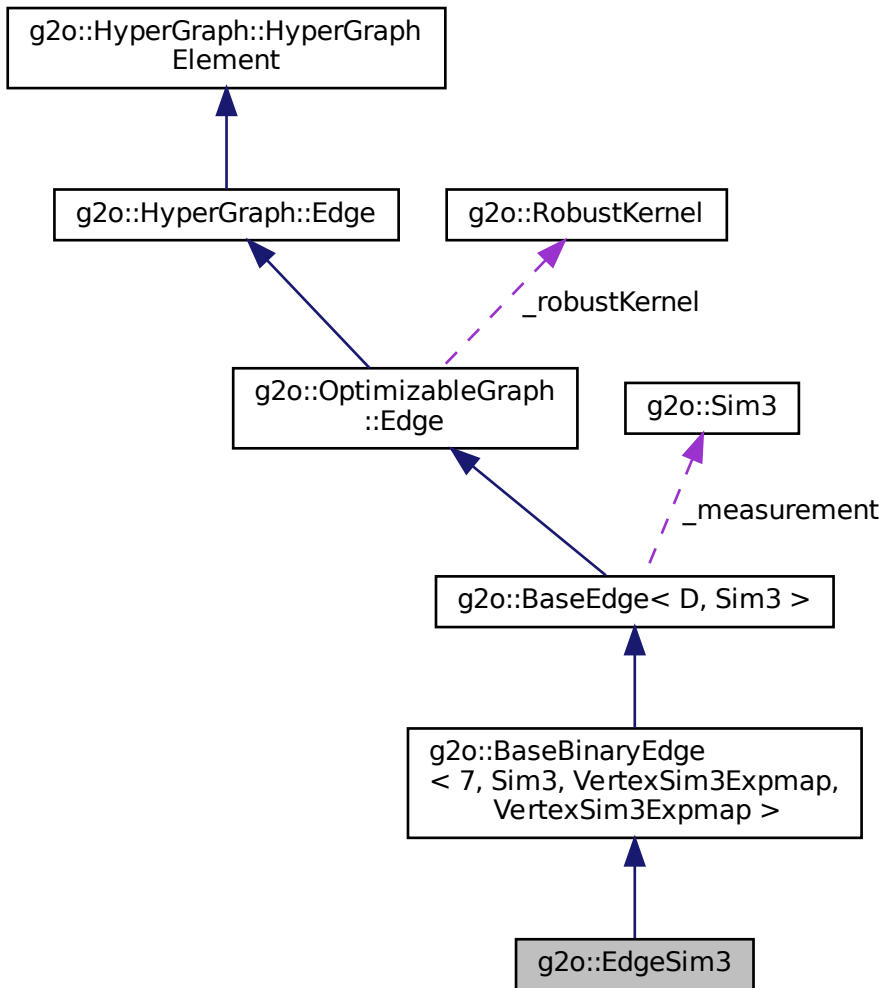 g2o::HyperGraph::HyperGraph
Element
g2o::HyperGraph::Edge
g2o::RobustKernel
_robustKernel
g2o::OptimizableGraph
::Edge
g2o::Sim3
_measurement
g2o::BaseEdge< D, Sim3 >
g2o::BaseBinaryEdge
< 7, Sim3, VertexSim3Expmap,
VertexSim3Expmap >
g2o::EdgeSim3